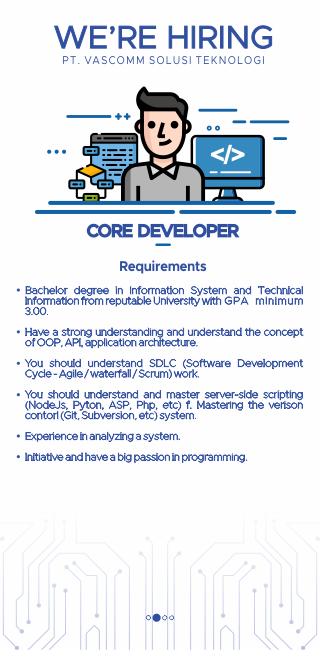 WE’RE HIRING
PT. VASCOMM SOLUSI TEKNOLOGI
</>
CORE DEVELOPER
Requirements
• Bachelor degree in Information System and Technical
Information from reputable University with GPA minimum
3.00.
• Have a strong understanding and understand the concept
of OOP, API, application architecture.
• You should understand SDLC (Software Development
Cycle - Agile / waterfall / Scrum) work.
• You should understand and master server-side scripting
(NodeJs, Pyton, ASP, Php, etc) f. Mastering the verison
contorl (Git, Subversion, etc) system.
• Experience in analyzing a system.
• Initiative and have a big passion in programming.